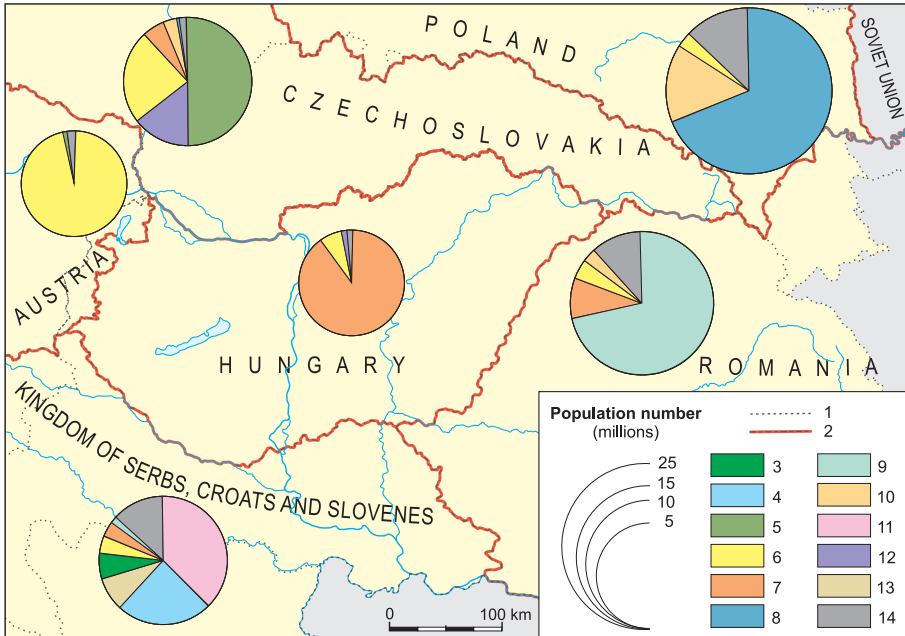 POLAND
SOVIET UNION
CZECHOSLOVAKIA
AUSTRIA
HUNGARY
ROMANIA
KINGDOM OF SERBS, CROATS AND SLOVENES
0 100 km
Population number
(millions)
25
15
10
5
1
2
3
4
5
6
7
8
9
10
11
12
13
14